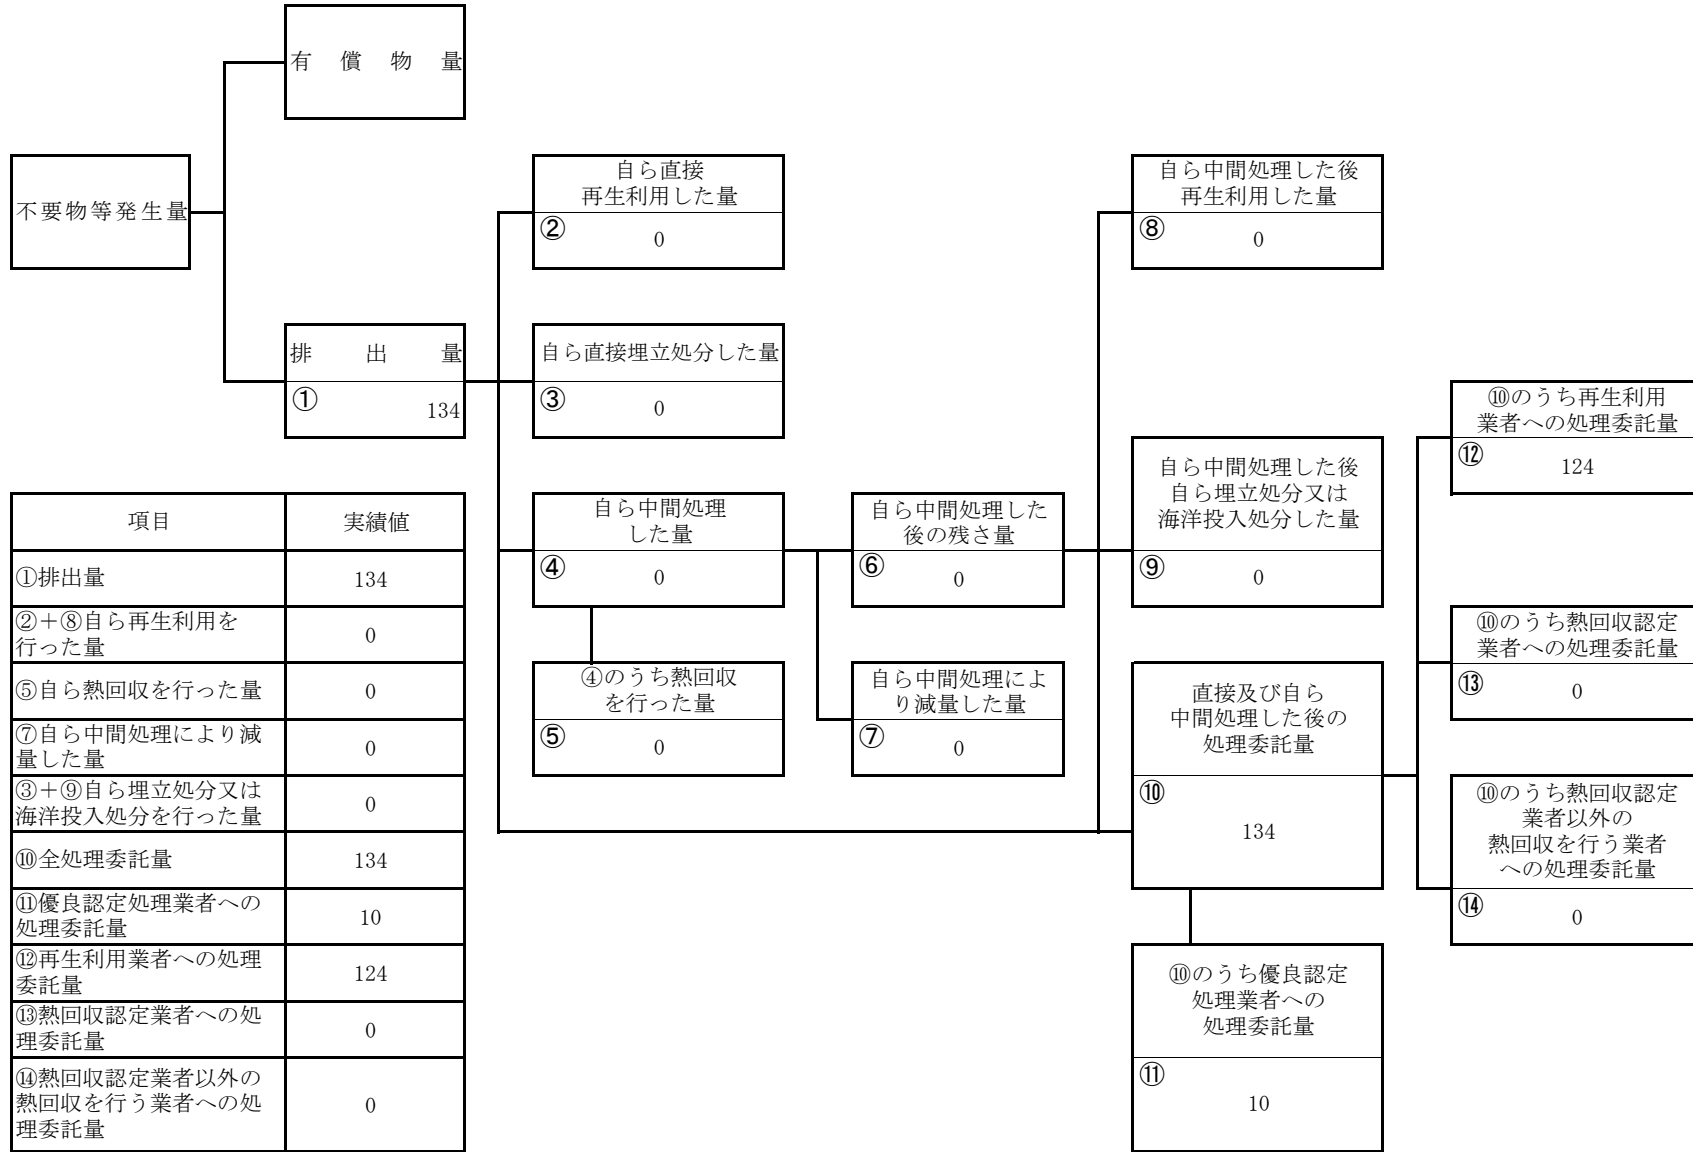 有償物量
不要物等発生量
排出量
①
134
自ら直接
再生利用した量
②
0
自ら直接埋立処分した量
③
0
自ら中間処理
した量
④
0
④のうち熱回収
を行った量
⑤
0
自ら中間処理した
後の残さ量
⑥
0
自ら中間処理によ
り減量した量
⑦
0
自ら中間処理した後
再生利用した量
⑧
0
自ら中間処理した後
自ら埋立処分又は
海洋投入処分した量
⑨
0
直接及び自ら
中間処理した後の
処理委託量
⑩
134
⑩のうち優良認定
処理業者への
処理委託量
⑪
10
⑩のうち再生利用
業者への処理委託量
⑫
124
⑩のうち熱回収認定
業者への処理委託量
⑬
0
⑩のうち熱回収認定
業者以外の
熱回収を行う業者
への処理委託量
⑭
0
項目 実績値
①排出量 134
②+⑧自ら再生利用を
行った量
0
⑤自ら熱回収を行った量 0
⑦自ら中間処理により減
量した量
0
③+⑨自ら埋立処分又は
海洋投入処分を行った量
0
⑩全処理委託量 134
⑪優良認定処理業者への
処理委託量
10
⑫再生利用業者への処理
委託量
124
⑬熱回収認定業者への処
理委託量
0
⑭熱回収認定業者以外の
熱回収を行う業者への処
理委託量
0